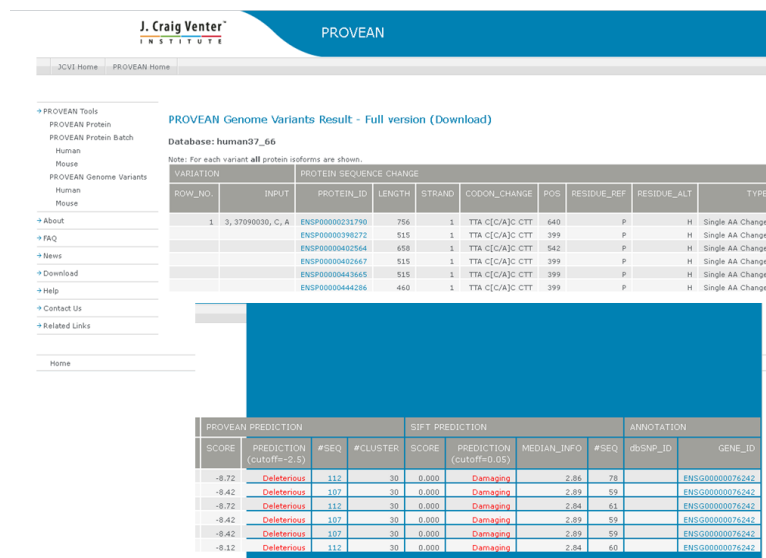 J. Craig Venter™
INSTITUTE
PROVEAN
JCVI Home PROVEAN Home
PROVEAN Tools
PROVEAN Protein
PROVEAN Protein Batch
Human
Mouse
PROVEAN Genome Variants
Human
Mouse
About
FAQ
News
Download
Help
Contact Us
Related Links
Home
PROVEAN Genome Variants Result - Full version (Download)
Database: human37_66
Note: For each variant all protein isoforms are shown.
VARIATION PROTEIN SEQUENCE CHANGE
ROW_NO. INPUT PROTEIN_ID LENGTH STRAND CODON_CHANGE POS RESIDUE_REF RESIDUE_ALT TYPE
1 3, 37090030, C, A ENSP00000231790 756 1 TTA C[C/A]C CTT 640 P H Single AA Change
ENSP00000398272 515 1 TTA C[C/A]C CTT 399 P H Single AA Change
ENSP00000402564 658 1 TTA C[C/A]C CTT 542 P H Single AA Change
ENSP00000402667 515 1 TTA C[C/A]C CTT 399 P H Single AA Change
ENSP00000443665 515 1 TTA C[C/A]C CTT 399 P H Single AA Change
ENSP00000444286 460 1 TTA C[C/A]C CTT 399 P H Single AA Change
PROVEAN PREDICTION SIFT PREDICTION ANNOTATION
SCORE PREDICTION (cutoff=-2.5) #SEQ #CLUSTER SCORE PREDICTION (cutoff=0.05) MEDIAN_INFO #SEQ dbSNP_ID GENE_ID
-8.72 Deleterious 112 30 0.000 Damaging 2.86 78 ENSG00000076242
-8.42 Deleterious 107 30 0.000 Damaging 2.89 59 ENSG00000076242
-8.72 Deleterious 112 30 0.000 Damaging 2.84 61 ENSG00000076242
-8.42 Deleterious 107 30 0.000 Damaging 2.89 59 ENSG00000076242
-8.42 Deleterious 107 30 0.000 Damaging 2.89 59 ENSG00000076242
-8.12 Deleterious 112 30 0.000 Damaging 2.84 60 ENSG00000076242